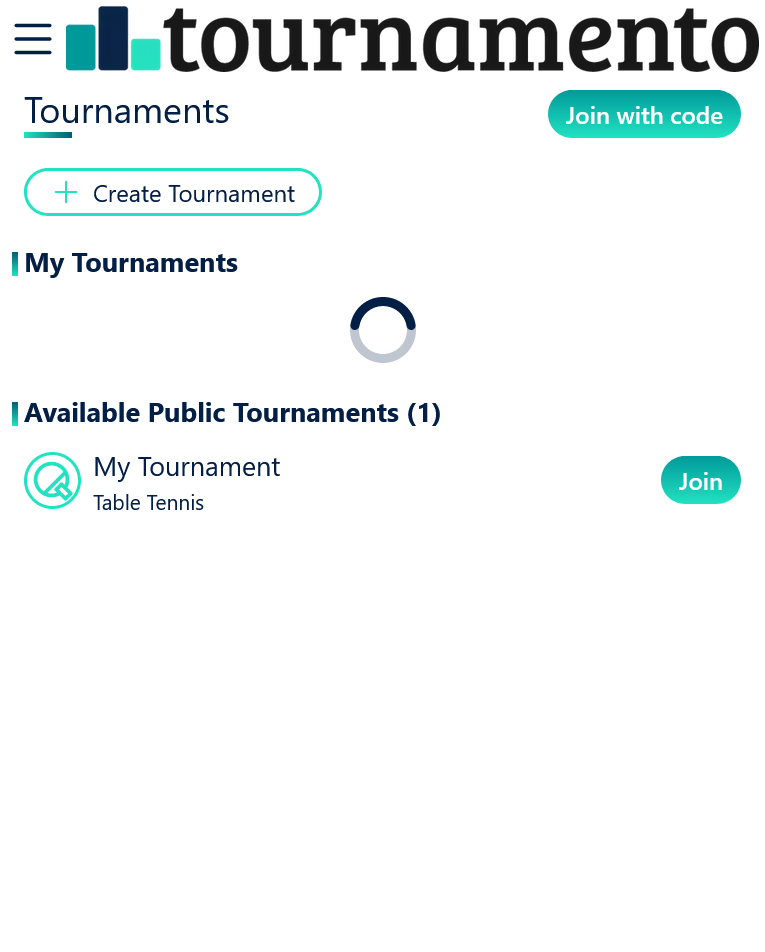 tournamento
Tournaments
Join with code
Create Tournament
My Tournaments
Available Public Tournaments (1)
My Tournament
Table Tennis
Join